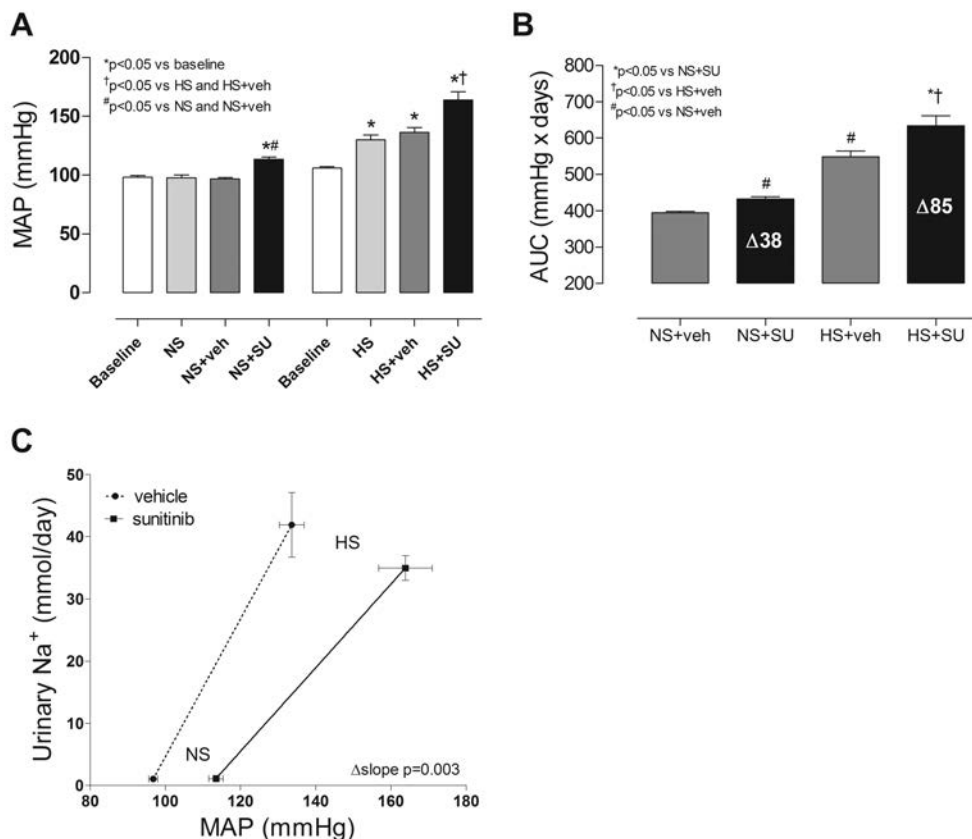 A
*p<0.05 vs baseline
†p<0.05 vs HS and HS+veh
#p<0.05 vs NS and NS+veh
MAP (mmHg)
200
150
100
50
0
*#
*
*
*†
Baseline
NS
NS+veh
NS+SU
Baseline
HS
HS+veh
HS+SU
B
*p<0.05 vs NS+SU
†p<0.05 vs HS+veh
#p<0.05 vs NS+veh
AUC (mmHg x days)
800
700
600
500
400
300
200
#
#
*†
Δ38
Δ85
NS+veh
NS+SU
HS+veh
HS+SU
C
vehicle
sunitinib
Urinary Na⁺ (mmol/day)
50
40
30
20
10
0
HS
NS
Δslope p=0.003
80
100
120
140
160
180
MAP (mmHg)